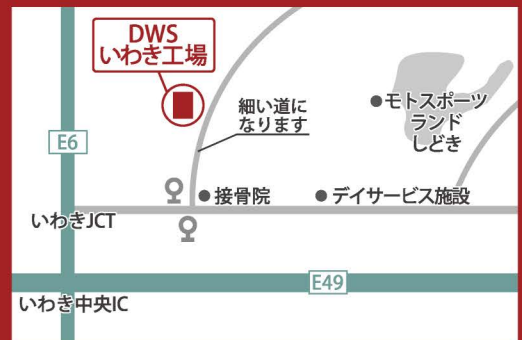 DWS
いわき工場
細い道に
なります
モトスポーツ
ランド
しどき
E6
接骨院
デイサービス施設
いわきJCT
E49
いわき中央IC